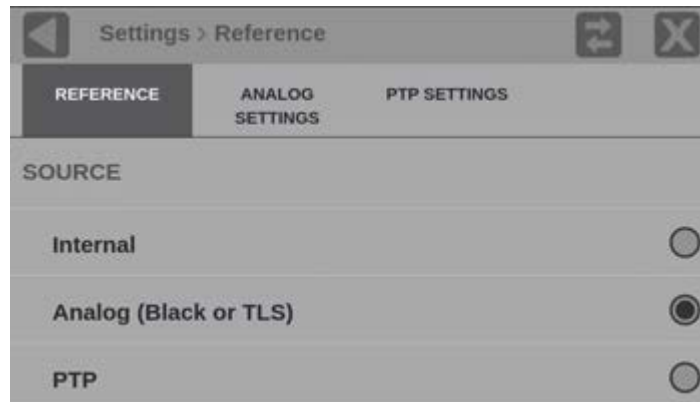 Settings > Reference
REFERENCE
ANALOG
SETTINGS
PTP SETTINGS
SOURCE
Internal
Analog (Black or TLS)
PTP